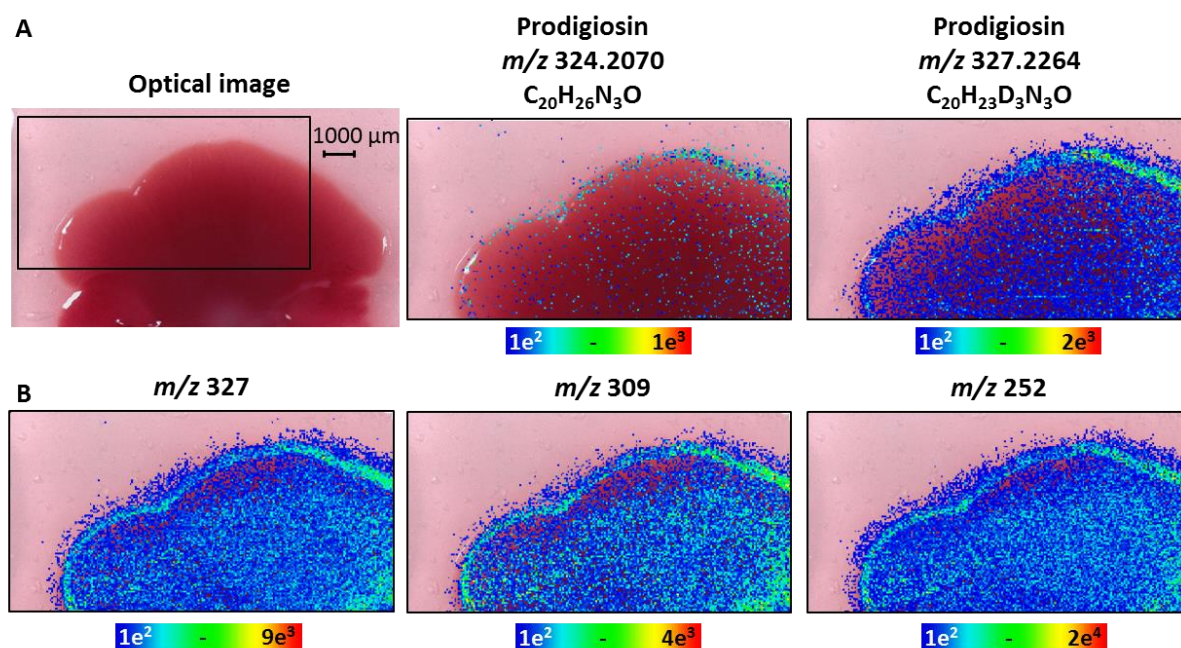 A
Optical image
1000 μm
Prodigiosin
m/z 324.2070
C₂₀H₂₆N₃O
1e² - 1e³
Prodigiosin
m/z 327.2264
C₂₀H₂₃D₃N₃O
1e² - 2e³
B
m/z 327
1e² - 9e³
m/z 309
1e² - 4e³
m/z 252
1e² - 2e⁴